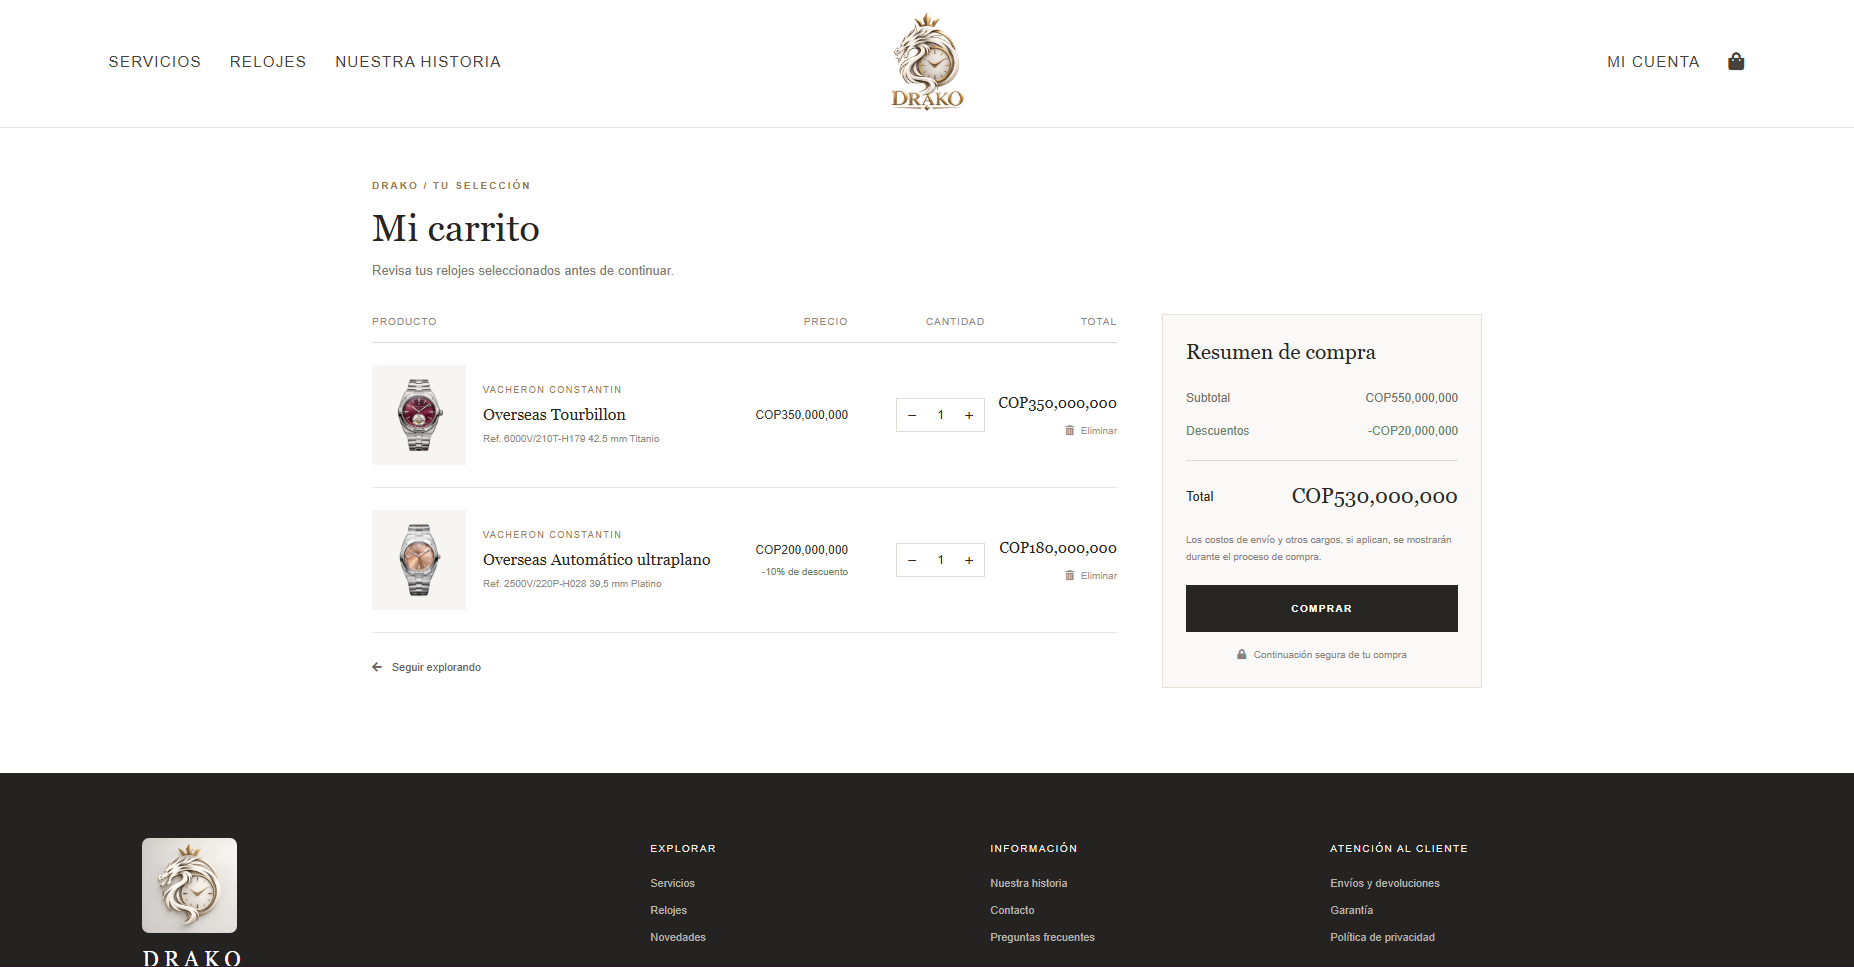 SERVICIOS RELOJES NUESTRA HISTORIA
DRAKO
MI CUENTA
DRAKO / TU SELECCIÓN
Mi carrito
Revisa tus relojes seleccionados antes de continuar.
PRODUCTO PRECIO CANTIDAD TOTAL
VACHERON CONSTANTIN
Overseas Tourbillon
Ref. 6000V/210T-H179 42.5 mm Titanio
COP350,000,000
− 1 +
COP350,000,000
Eliminar
VACHERON CONSTANTIN
Overseas Automático ultraplano
Ref. 2500V/220P-H028 39,5 mm Platino
COP200,000,000
-10% de descuento
− 1 +
COP180,000,000
Eliminar
Seguir explorando
Resumen de compra
Subtotal COP550,000,000
Descuentos -COP20,000,000
Total COP530,000,000
Los costos de envío y otros cargos, si aplican, se mostrarán
durante el proceso de compra.
COMPRAR
Continuación segura de tu compra
DRAKO
EXPLORAR
Servicios
Relojes
Novedades
INFORMACIÓN
Nuestra historia
Contacto
Preguntas frecuentes
ATENCIÓN AL CLIENTE
Envíos y devoluciones
Garantía
Política de privacidad